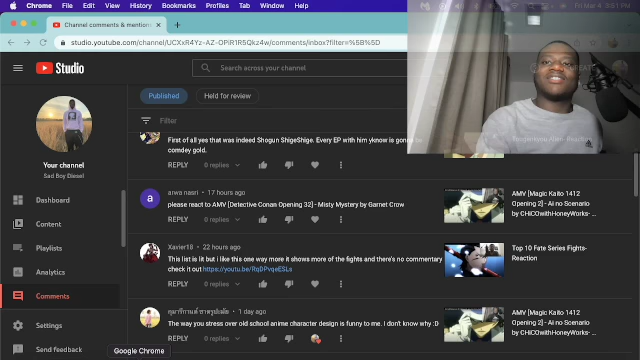 Chrome File Edit View History Bookmarks Profiles Tab Window Help
Channel comments & mentions
studio.youtube.com/channel/UCXxR4Yz-AZ-OPiR1R5Qkz4w/comments/inbox?filter=%5B%5D
Studio
Search across your channel
Your channel
Sad Boy Diesel
Dashboard
Content
Playlists
Analytics
Comments
Settings
Send feedback
Google Chrome
Published Held for review
Filter
First of all yes that was indeed Shogun ShigeShige. Every EP with him yknow is gonna be
comdey gold.
REPLY 0 replies
arwa nasri • 17 hours ago
please react to AMV [Detective Conan Opening 32] - Misty Mystery by Garnet Crow
REPLY 0 replies
AMV [Magic Kaito 1412
Opening 2] - Ai no Scenario
by CHiCOwithHoneyWorks- ...
Xavier18 • 22 hours ago
This list is lit but i like this one way more it shows more of the fights and there's no commentary
check it out https://youtu.be/RqDPvqeESLs
REPLY 0 replies
Top 10 Fate Series Fights-
Reaction
1 day ago
The way you stress over old school anime character design is funny to me. I don't know why :D
REPLY 0 replies
AMV [Magic Kaito 1412
Opening 2] - Ai no Scenario
by CHiCOwithHoneyWorks- ...